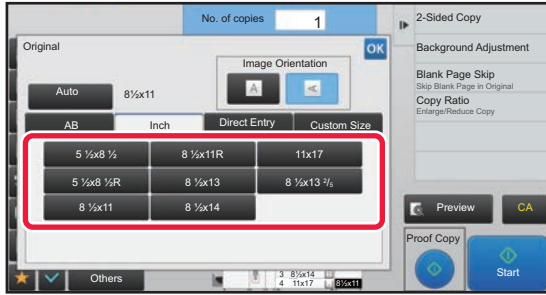 No. of copies 1
Original
OK
Image Orientation
A A
Auto 8½x11
AB Inch Direct Entry Custom Size
5 ½x8 ½ 8 ½x11R 11x17
5 ½x8 ½R 8 ½x13 8 ½x13 ²/₅
8 ½x11 8 ½x14
Others
3 8½x14
4 11x17 8½x11
2-Sided Copy
Background Adjustment
Blank Page Skip
Skip Blank Page in Original
Copy Ratio
Enlarge/Reduce Copy
Preview CA
Proof Copy
Start